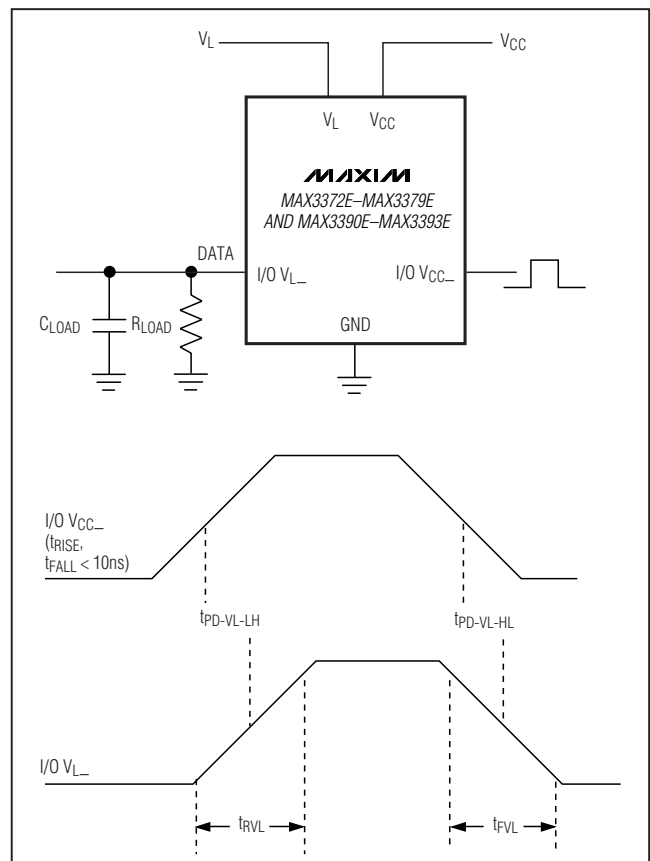 VL
VCC
VL VCC
MAXIM
MAX3372E–MAX3379E
AND MAX3390E–MAX3393E
DATA
I/O VL_
I/O VCC_
CLOAD
RLOAD
GND
I/O VCC_
(tRISE,
tFALL < 10ns)
tPD-VL-LH
tPD-VL-HL
I/O VL_
tRVL
tFVL